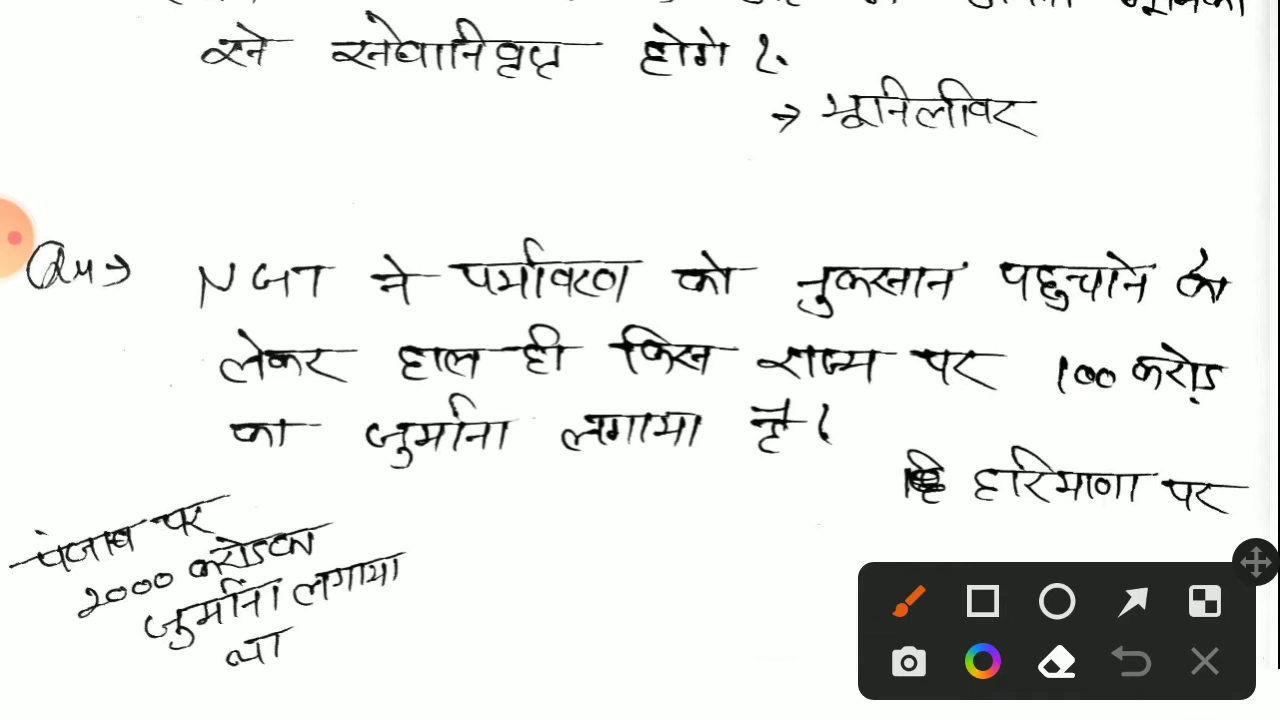 से सेवानिवृत्त होगे ?
→ यूनिलीवर
Qu → NGT ने पर्यावरण को नुकसान पहुचाने के
लेकर हाल ही किस राज्य पर 100 करोड़
का जुर्माना लगाया है ?
हरियाणा पर
पंजाब पर
2000 करोड का
जुर्माना लगाया
था